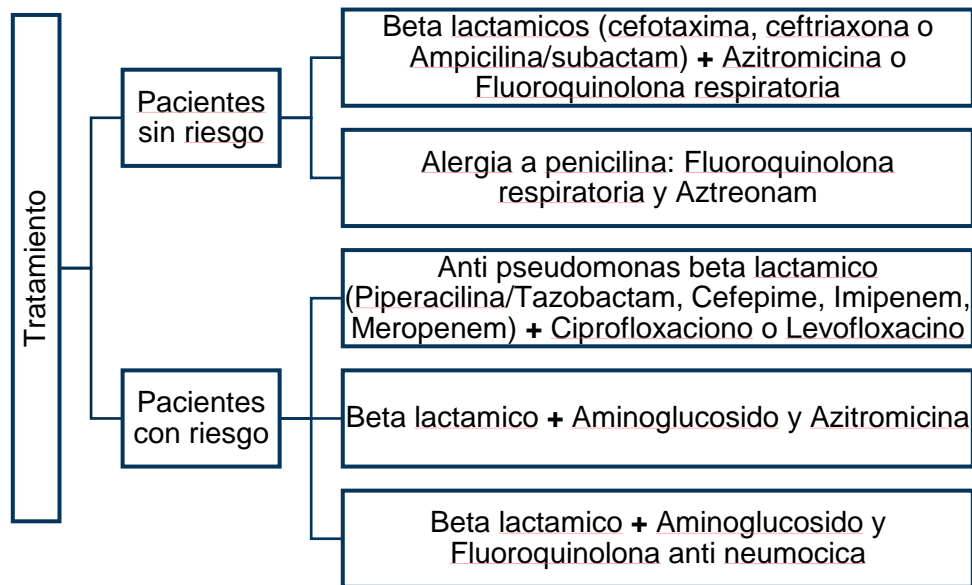 Tratamiento
Pacientes
sin riesgo
Beta lactamicos (cefotaxima, ceftriaxona o
Ampicilina/subactam) + Azitromicina o
Fluoroquinolona respiratoria
Alergia a penicilina: Fluoroquinolona
respiratoria y Aztreonam
Pacientes
con riesgo
Anti pseudomonas beta lactamico
(Piperacilina/Tazobactam, Cefepime, Imipenem,
Meropenem) + Ciprofloxaciono o Levofloxacino
Beta lactamico + Aminoglucosido y Azitromicina
Beta lactamico + Aminoglucosido y
Fluoroquinolona anti neumocica